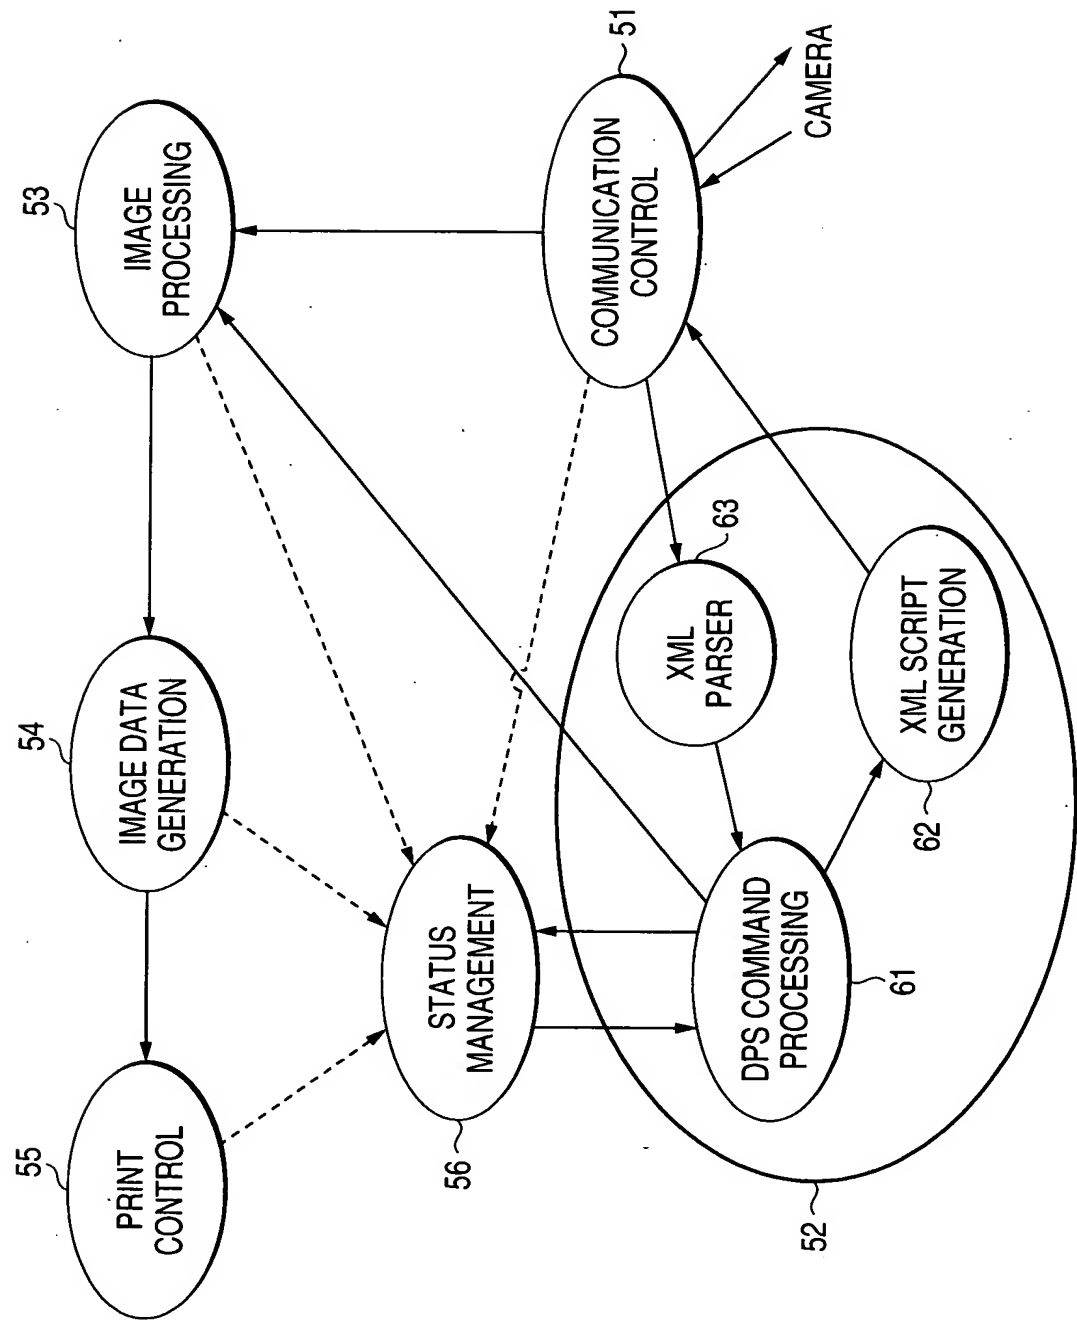 55
PRINT
CONTROL
54
IMAGE DATA
GENERATION
53
IMAGE
PROCESSING
56
STATUS
MANAGEMENT
51
COMMUNICATION
CONTROL
CAMERA
52
61
DPS COMMAND
PROCESSING
63
XML
PARSER
62
XML SCRIPT
GENERATION